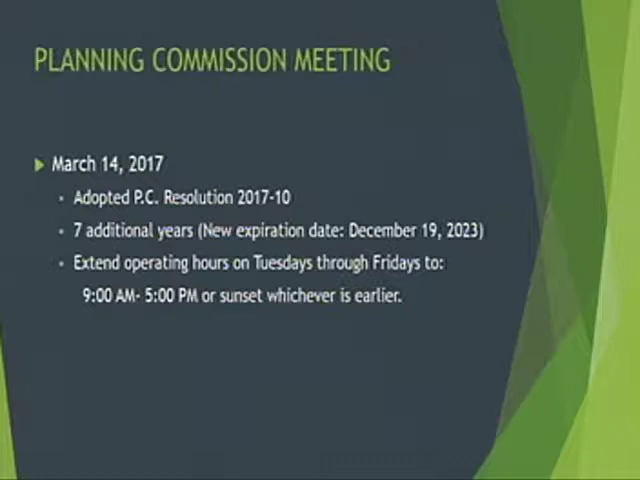 PLANNING COMMISSION MEETING
March 14, 2017
Adopted P.C. Resolution 2017-10
7 additional years (New expiration date: December 19, 2023)
Extend operating hours on Tuesdays through Fridays to:
9:00 AM- 5:00 PM or sunset whichever is earlier.